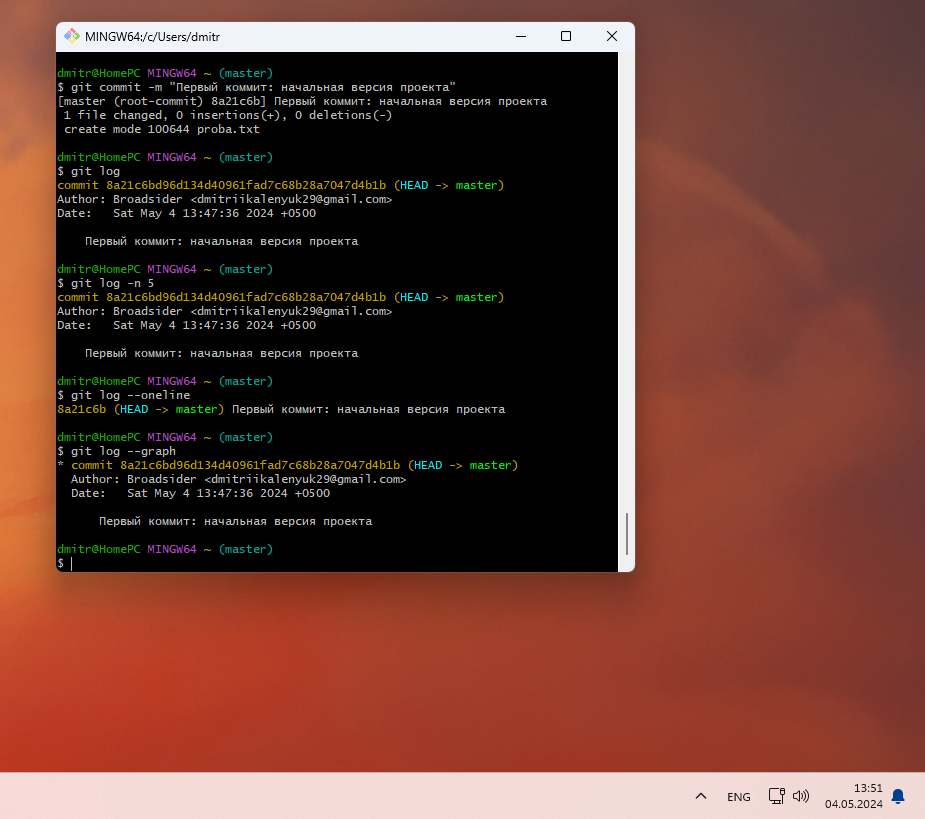 MINGW64:/c/Users/dmitr
dmitr@HomePC MINGW64 ~ (master)
$ git commit -m "Первый коммит: начальная версия проекта"
[master (root-commit) 8a21c6b] Первый коммит: начальная версия проекта
 1 file changed, 0 insertions(+), 0 deletions(-)
 create mode 100644 proba.txt
dmitr@HomePC MINGW64 ~ (master)
$ git log
commit 8a21c6bd96d134d40961fad7c68b28a7047d4b1b (HEAD -> master)
Author: Broadsider <dmitriikalenyuk29@gmail.com>
Date:   Sat May 4 13:47:36 2024 +0500
    Первый коммит: начальная версия проекта
dmitr@HomePC MINGW64 ~ (master)
$ git log -n 5
commit 8a21c6bd96d134d40961fad7c68b28a7047d4b1b (HEAD -> master)
Author: Broadsider <dmitriikalenyuk29@gmail.com>
Date:   Sat May 4 13:47:36 2024 +0500
    Первый коммит: начальная версия проекта
dmitr@HomePC MINGW64 ~ (master)
$ git log --oneline
8a21c6b (HEAD -> master) Первый коммит: начальная версия проекта
dmitr@HomePC MINGW64 ~ (master)
$ git log --graph
* commit 8a21c6bd96d134d40961fad7c68b28a7047d4b1b (HEAD -> master)
  Author: Broadsider <dmitriikalenyuk29@gmail.com>
  Date:   Sat May 4 13:47:36 2024 +0500
      Первый коммит: начальная версия проекта
dmitr@HomePC MINGW64 ~ (master)
$
ENG
13:51
04.05.2024